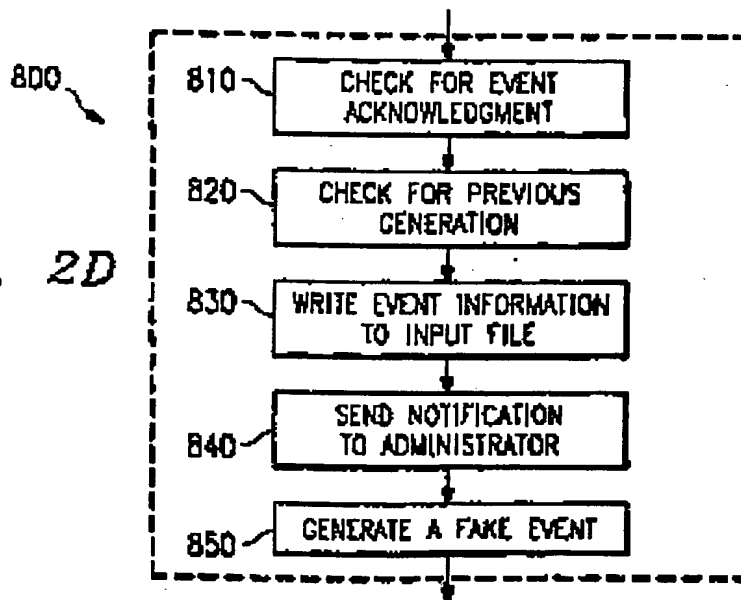 800
810
CHECK FOR EVENT
ACKNOWLEDGMENT
820
CHECK FOR PREVIOUS
GENERATION
2D
830
WRITE EVENT INFORMATION
TO INPUT FILE
840
SEND NOTIFICATION
TO ADMINISTRATOR
850
GENERATE A FAKE EVENT